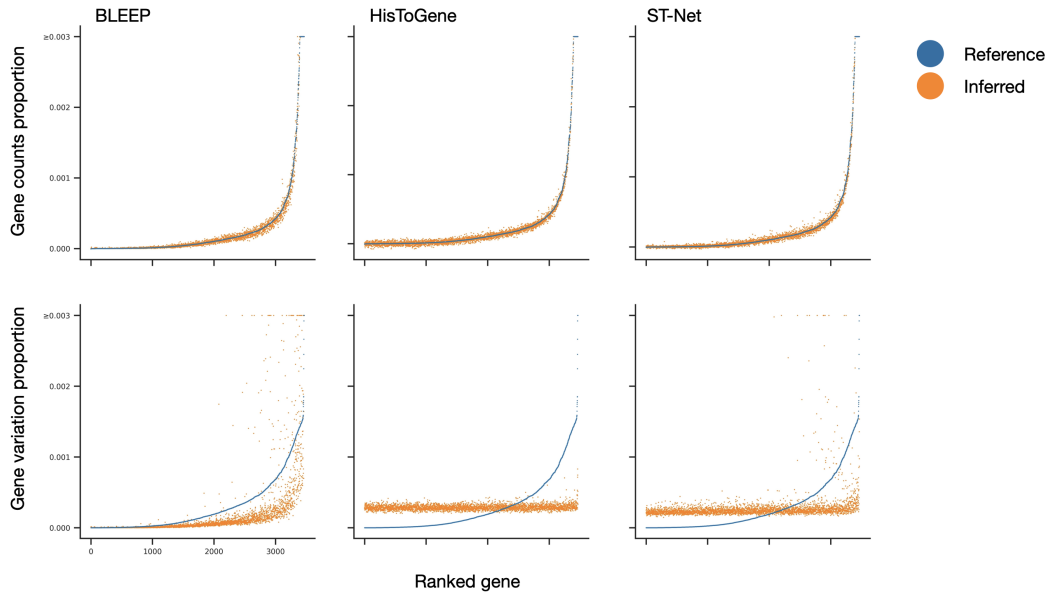 BLEEP
HisToGene
ST-Net
Gene counts proportion
≥0.003
0.002
0.001
0.000
Reference
Inferred
Gene variation proportion
≥0.003
0.002
0.001
0.000
0
1000
2000
3000
Ranked gene